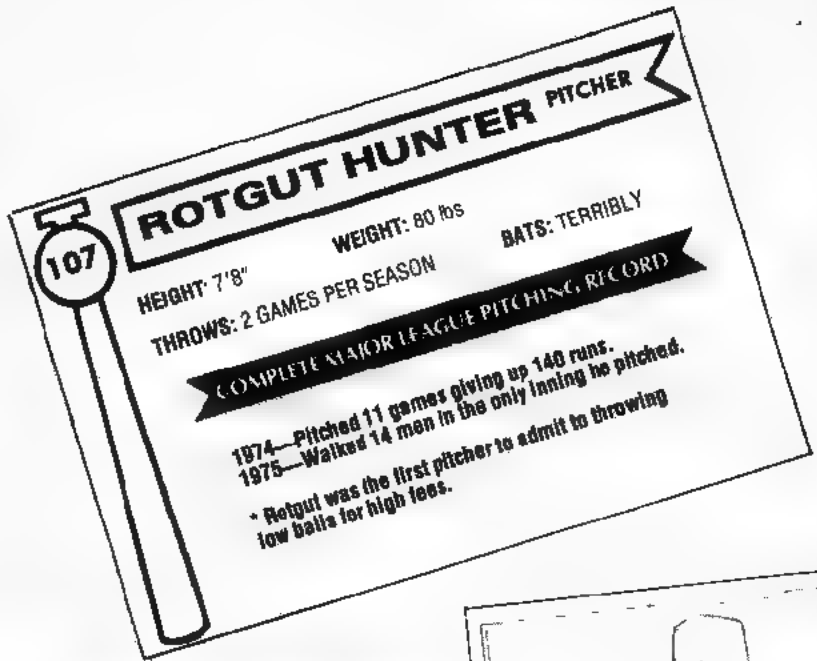 ROTGUT HUNTER PITCHER
107
HEIGHT: 7'8" WEIGHT: 80 lbs
THROWS: 2 GAMES PER SEASON BATS: TERRIBLY
COMPLETE MAJOR LEAGUE PITCHING RECORD
1974—Pitched 11 games giving up 140 runs.
1975—Walked 14 men in the only inning he pitched.
* Rotgut was the first pitcher to admit to throwing
low balls for high fees.